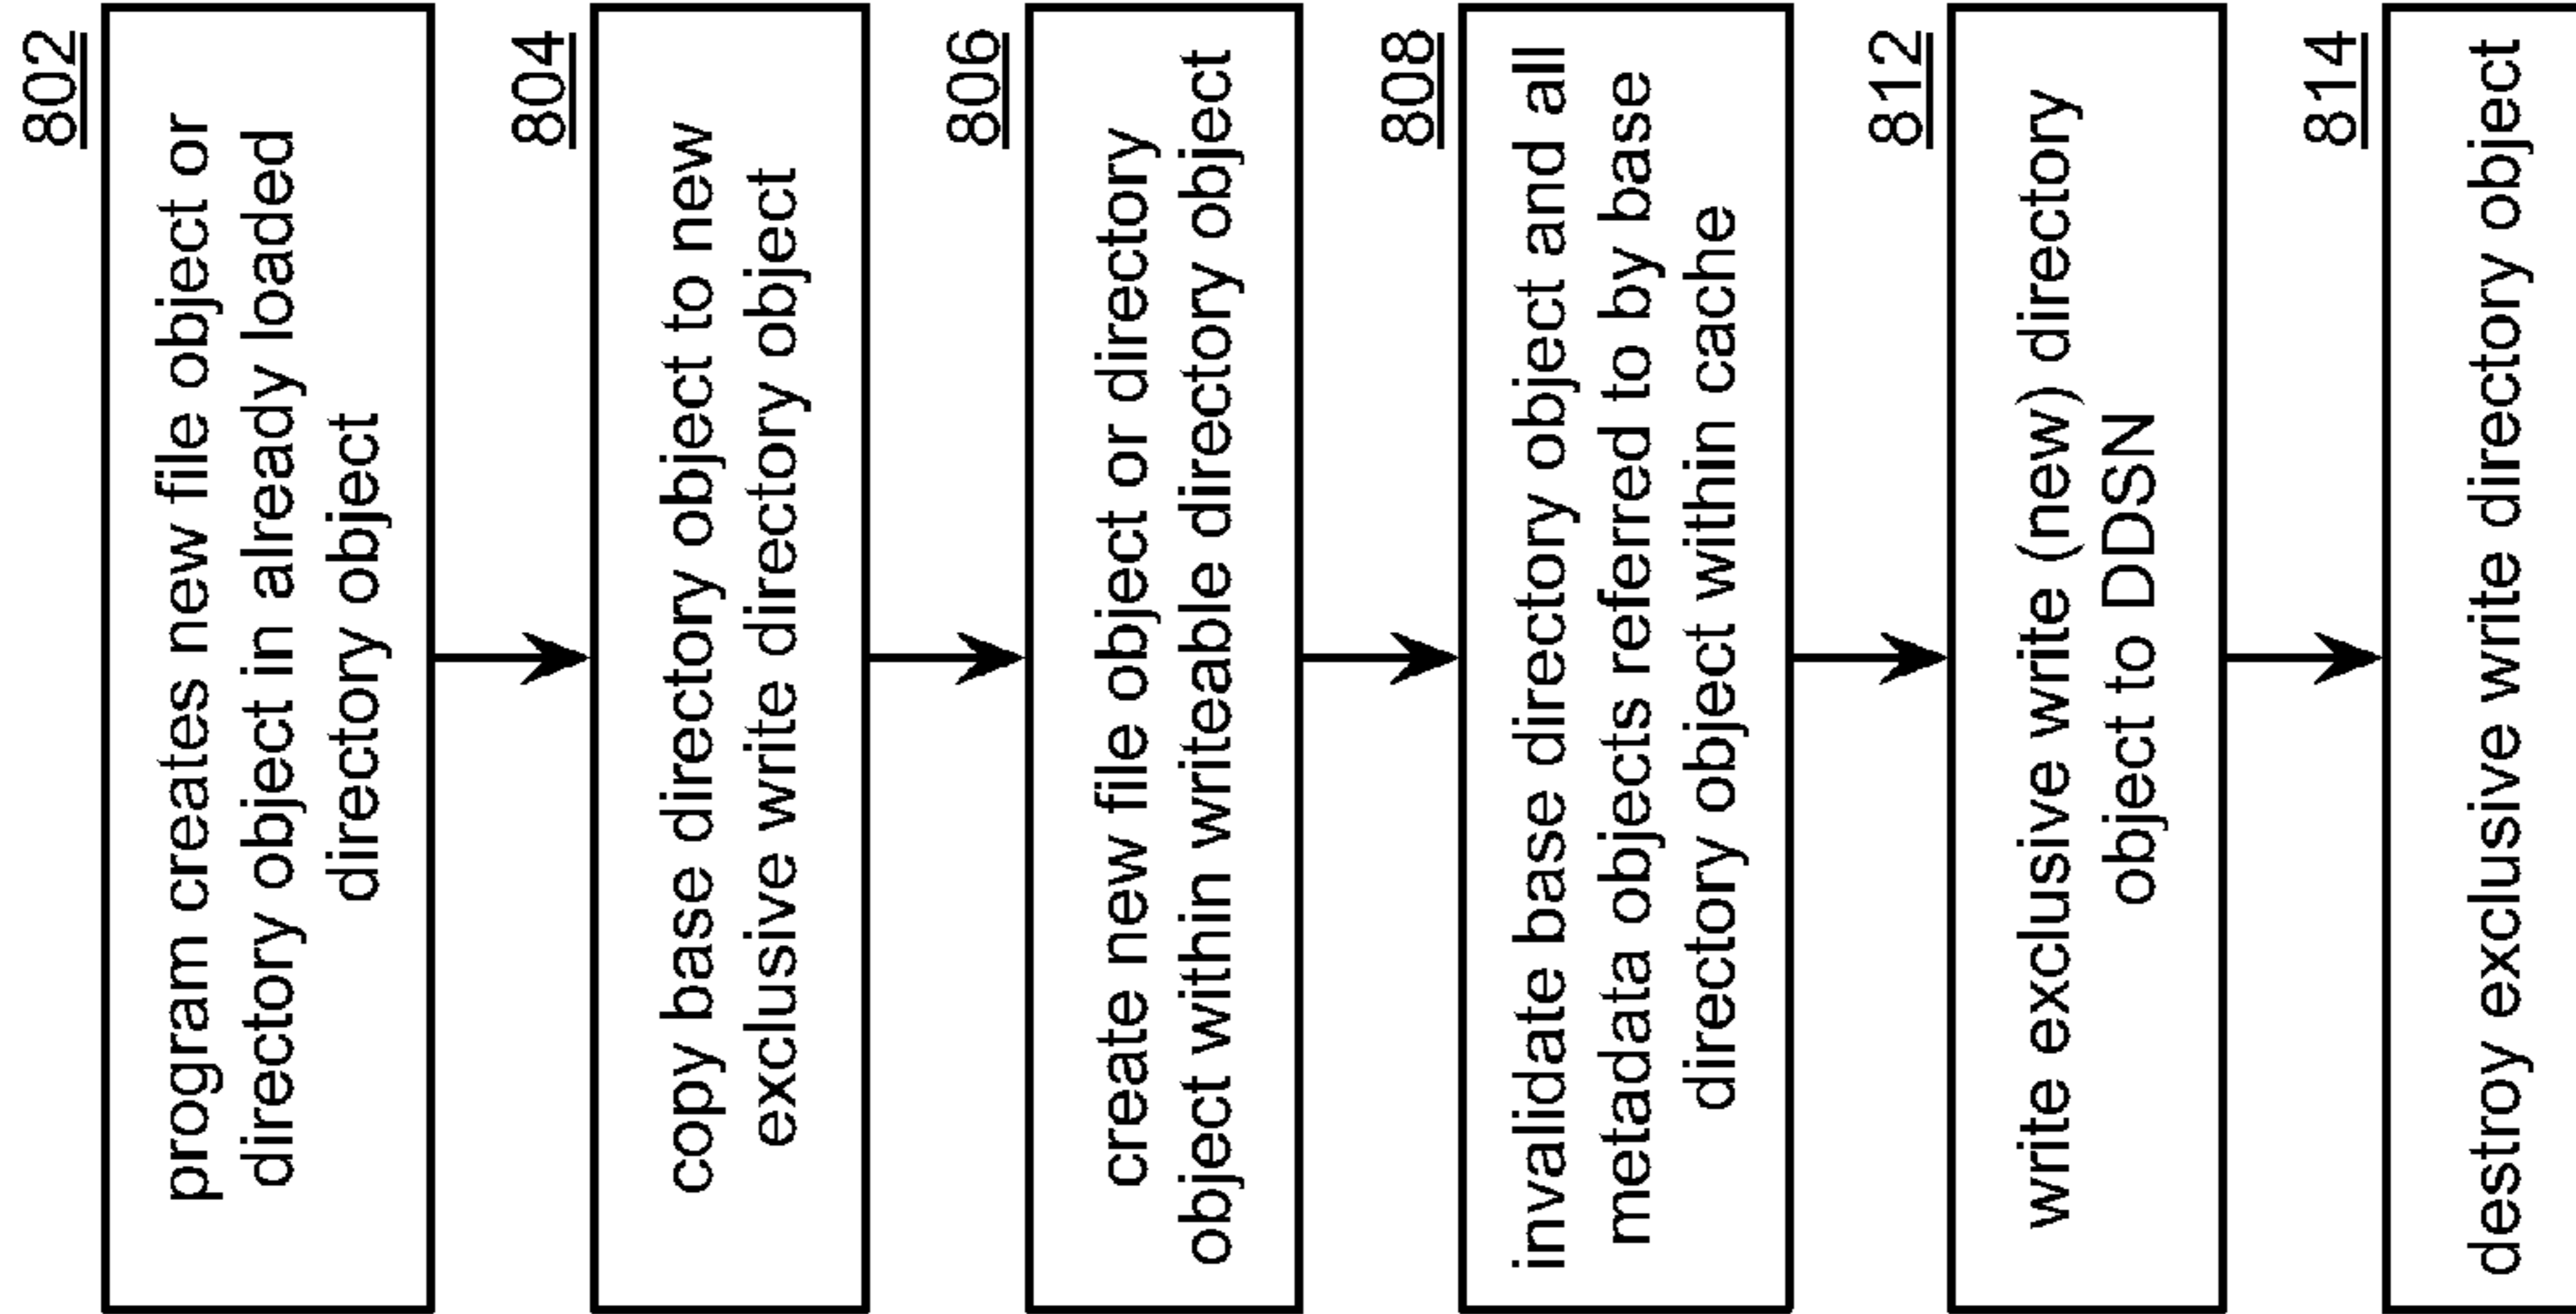 802
program creates new file object or
directory object in already loaded
directory object
804
copy base directory object to new
exclusive write directory object
806
create new file object or directory
object within writeable directory object
808
invalidate base directory object and all
metadata objects referred to by base
directory object within cache
812
write exclusive write (new) directory
object to DDSN
814
destroy exclusive write directory object